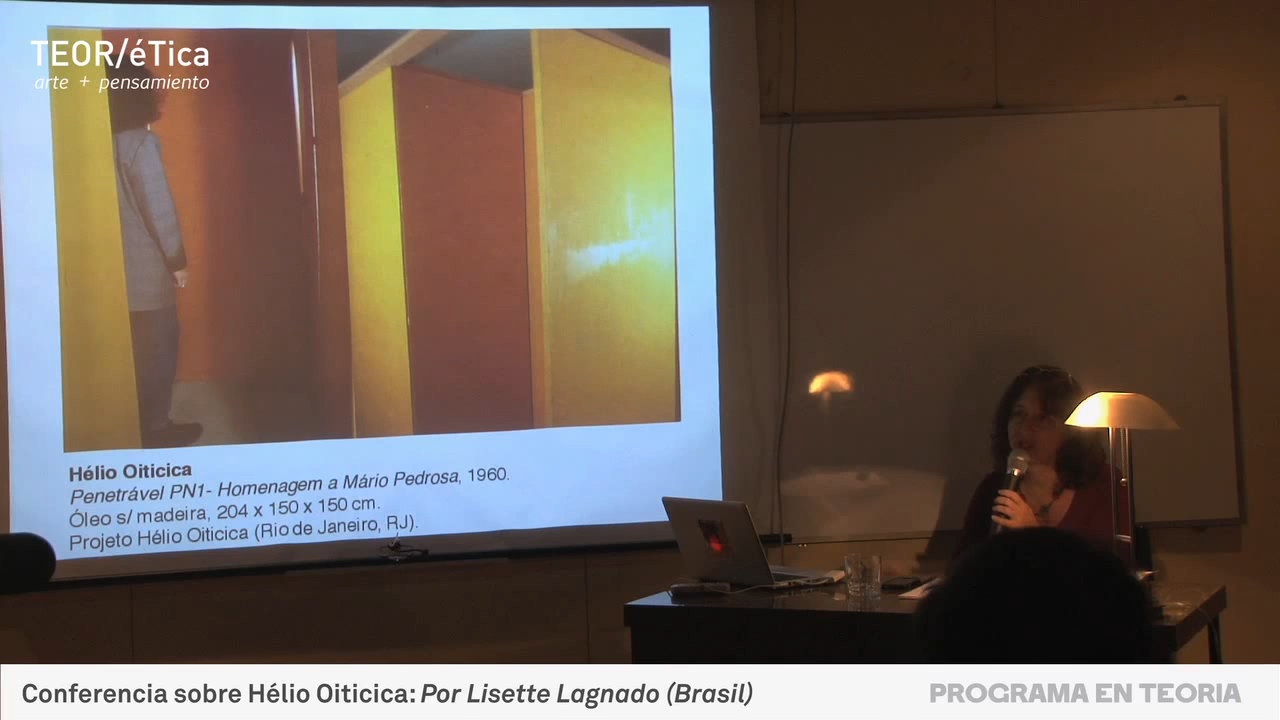 TEOR/éTica
arte + pensamiento
Hélio Oiticica
Penetrável PN1- Homenagem a Mário Pedrosa, 1960.
Óleo s/ madeira, 204 x 150 x 150 cm.
Projeto Hélio Oiticica (Rio de Janeiro, RJ).
Conferencia sobre Hélio Oiticica: Por Lisette Lagnado (Brasil)
PROGRAMA EN TEORIA